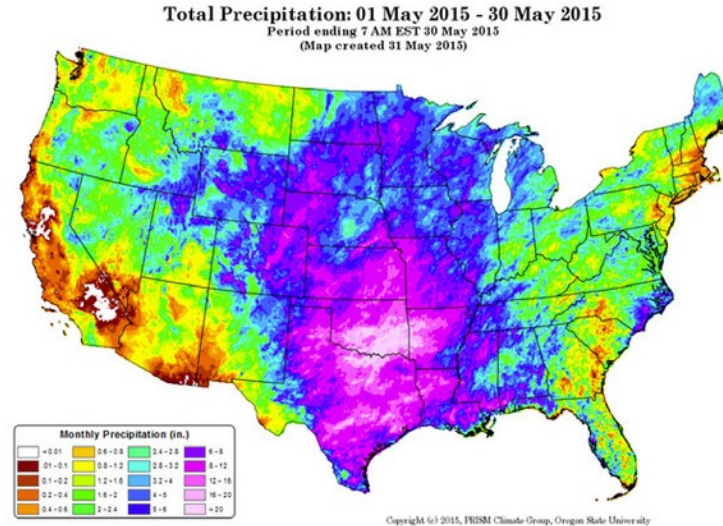 Total Precipitation: 01 May 2015 - 30 May 2015
Period ending 7 AM EST 30 May 2015
(Map created 31 May 2015)
Monthly Precipitation (in.)
< 0.01
.01 - 0.1
0.1 - 0.2
0.2 - 0.4
0.4 - 0.6
0.6 - 0.8
0.8 - 1.2
1.2 - 1.6
1.6 - 2
2 - 2.4
2.4 - 2.8
2.8 - 3.2
3.2 - 4
4 - 5
5 - 6
6 - 8
8 - 12
12 - 16
16 - 20
> 20
Copyright (c) 2015, PRISM Climate Group, Oregon State University